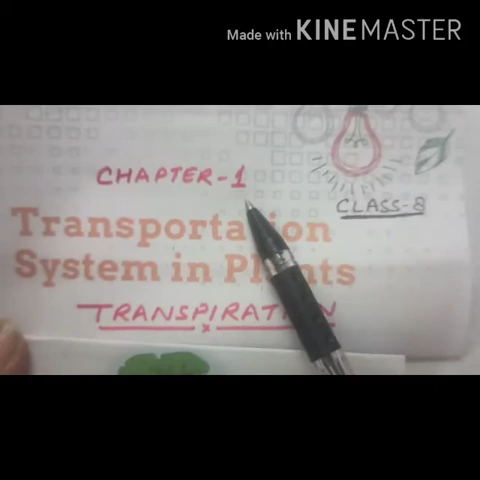 Made with KINEMASTER
CHAPTER-1
CLASS-8
Transportation
System in Plants
TRANSPIRATION